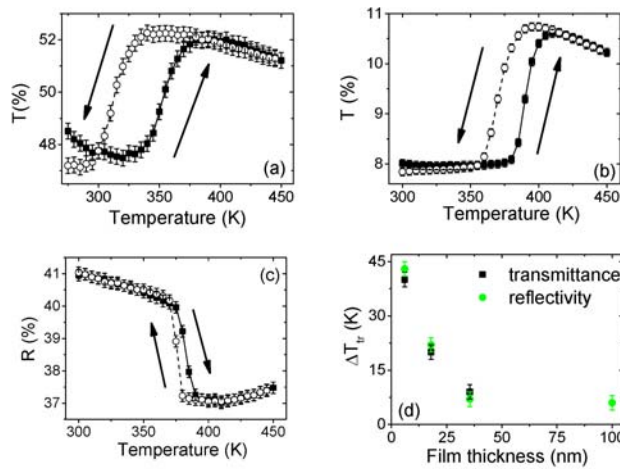 52
50
48
T(%)
300
350
400
450
Temperature (K)
(a)
11
10
9
8
T (%)
300
350
400
450
Temperature (K)
(b)
41
40
39
38
37
R (%)
300
350
400
450
Temperature (K)
(c)
45
30
15
0
ΔTtr (K)
transmittance
reflectivity
0
25
50
75
100
Film thickness (nm)
(d)